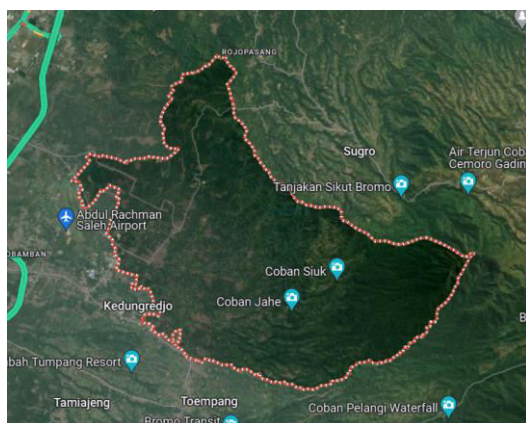 ROJOPASANG
Sugro
Air Terjun Cob
Cemoro Gadin
Tanjakan Sikut Bromo
Abdul Rachman
Saleh Airport
OBAMBAN
Coban Siuk
Coban Jahe
Kedungredjo
bah Tumpang Resort
Tamiajeng
Toempang
Coban Pelangi Waterfall
Bromo Transit
B